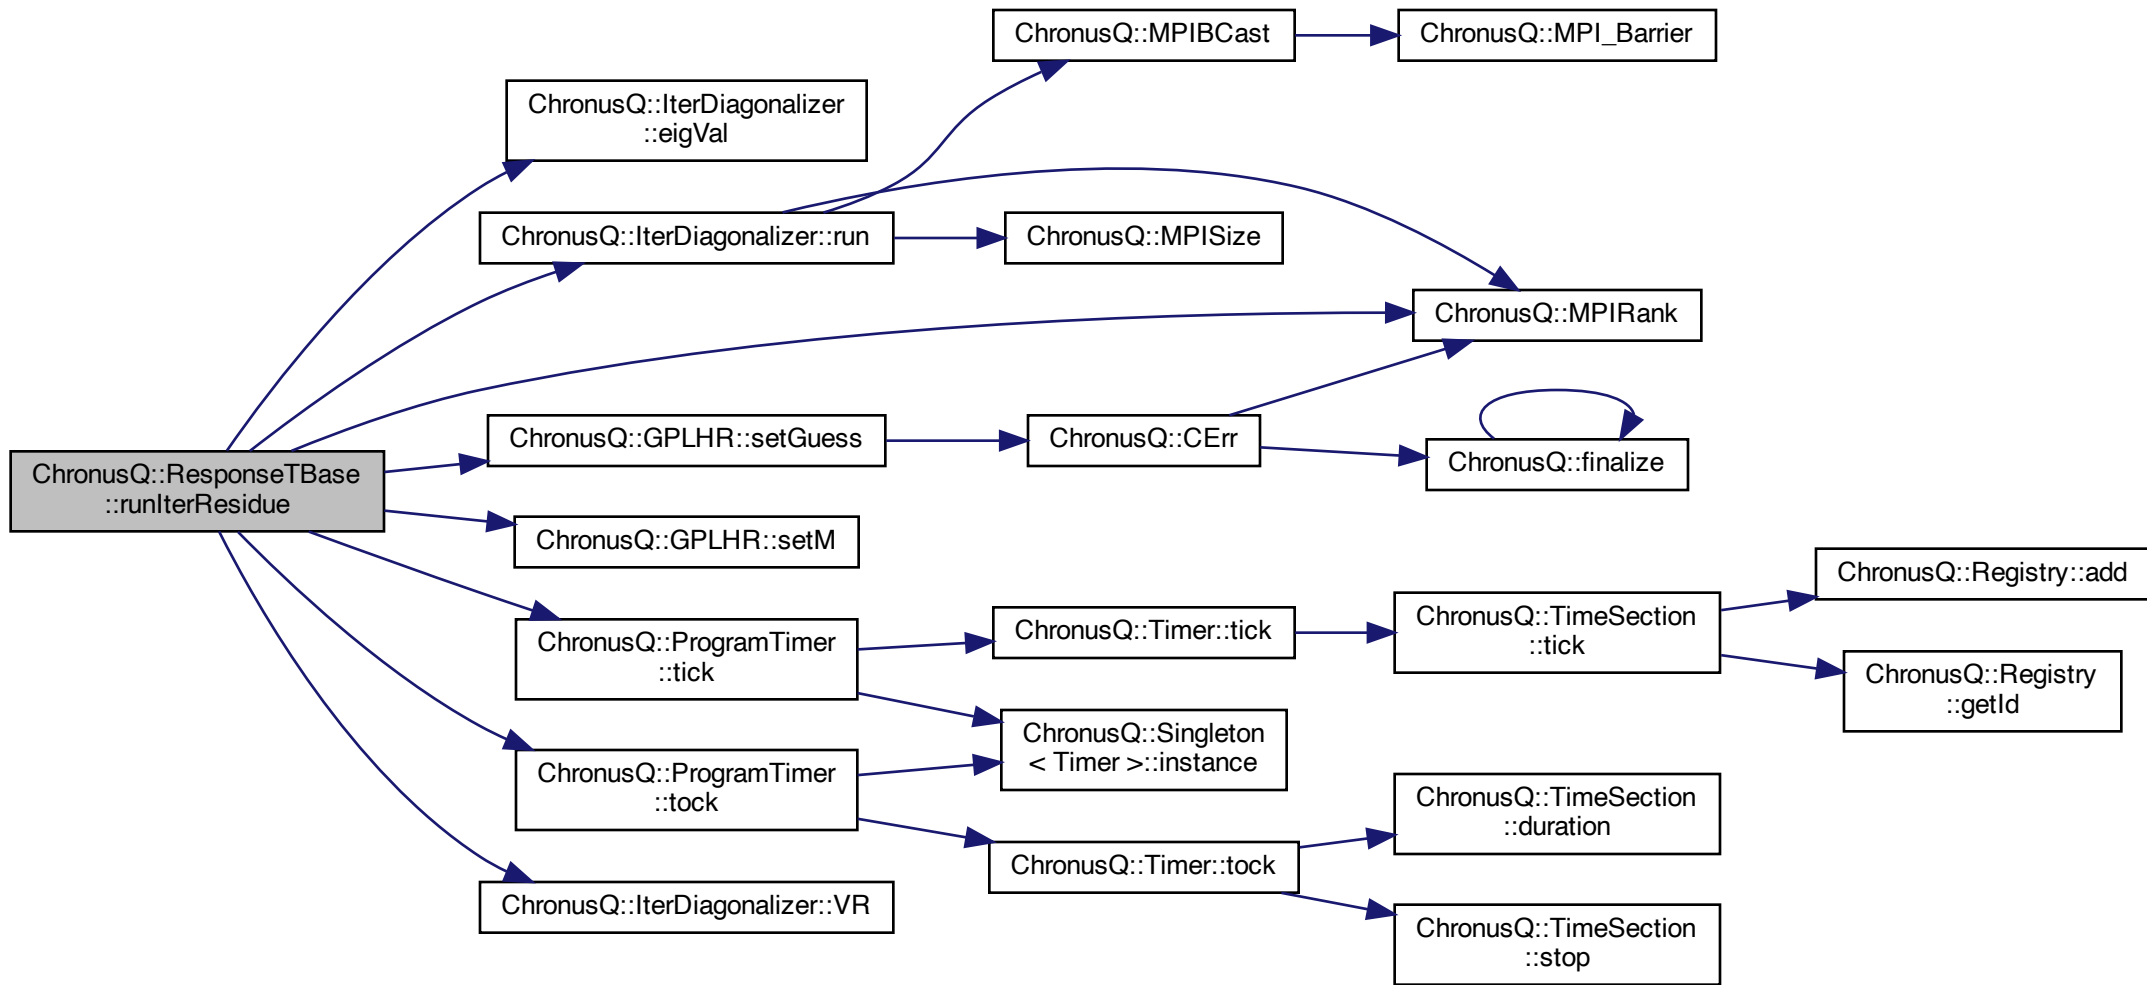 ChronusQ::ResponseTBase
::runIterResidue
ChronusQ::IterDiagonalizer
::eigVal
ChronusQ::IterDiagonalizer::run
ChronusQ::MPIBCast
ChronusQ::MPI_Barrier
ChronusQ::MPISize
ChronusQ::MPIRank
ChronusQ::GPLHR::setGuess
ChronusQ::CErr
ChronusQ::finalize
ChronusQ::GPLHR::setM
ChronusQ::ProgramTimer
::tick
ChronusQ::Timer::tick
ChronusQ::TimeSection
::tick
ChronusQ::Registry::add
ChronusQ::Registry
::getId
ChronusQ::Singleton
< Timer >::instance
ChronusQ::ProgramTimer
::tock
ChronusQ::Timer::tock
ChronusQ::TimeSection
::duration
ChronusQ::TimeSection
::stop
ChronusQ::IterDiagonalizer::VR